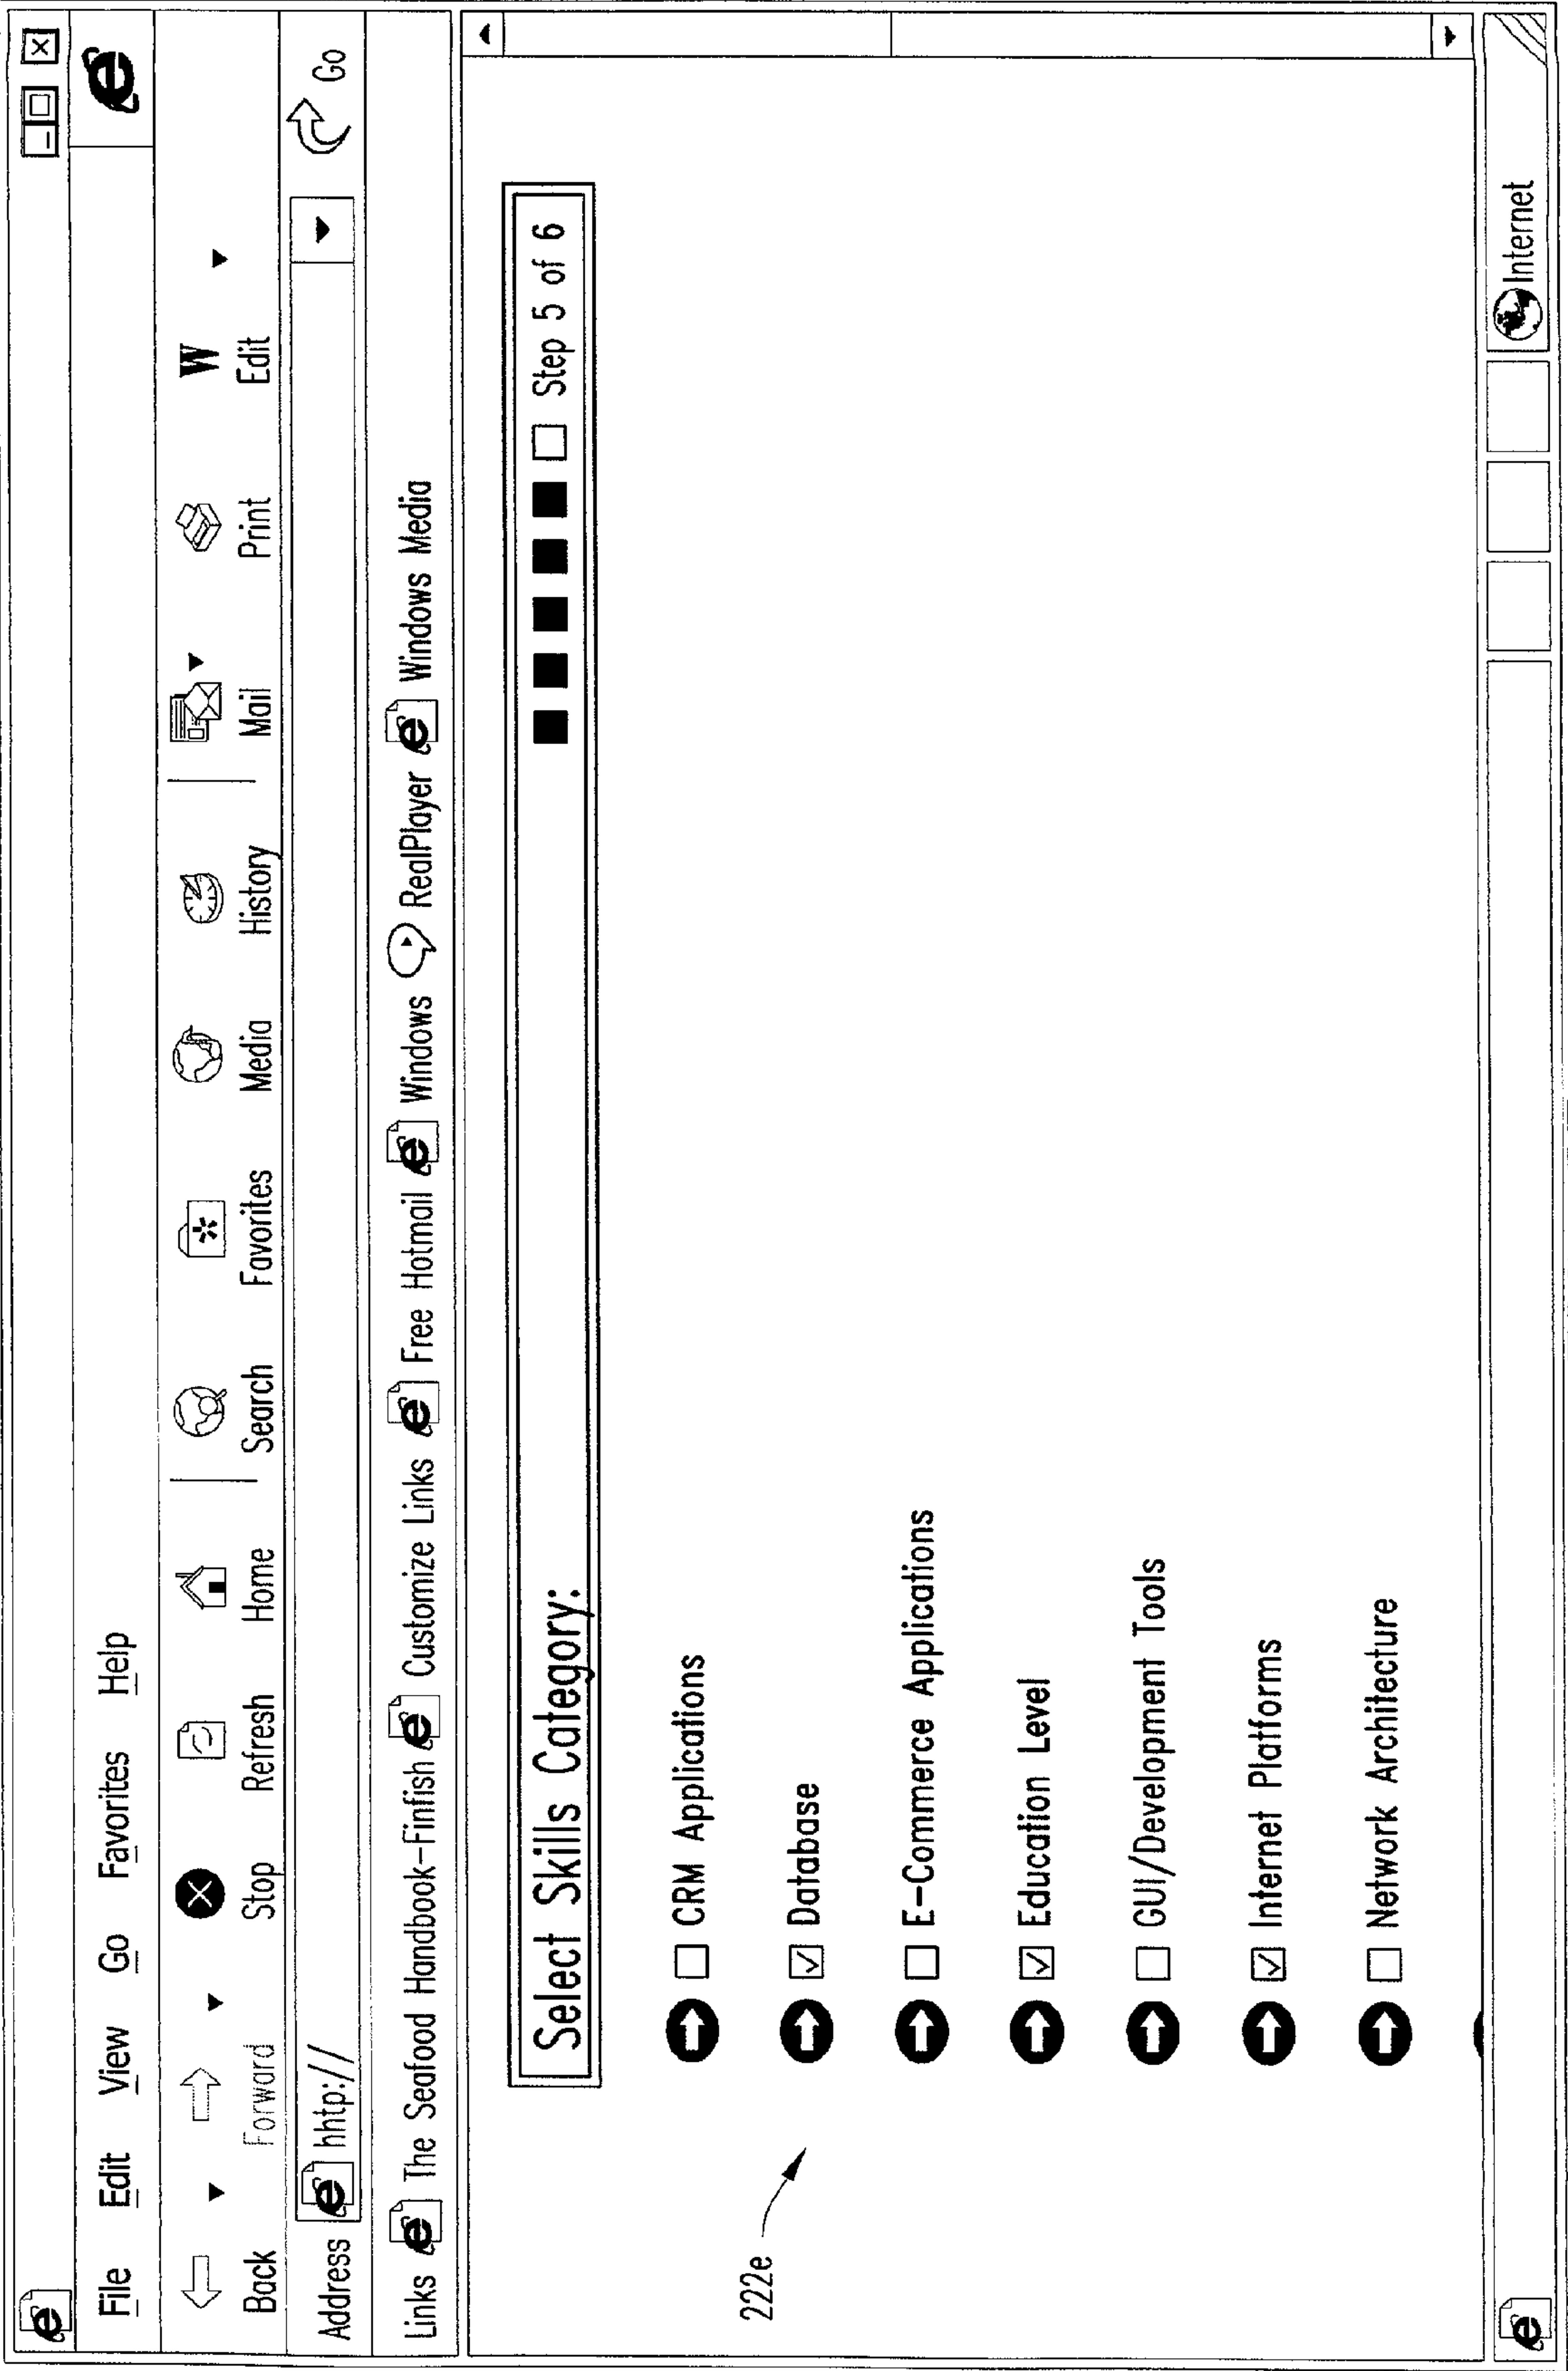 File Edit View Go Favorites Help
Back Forward Stop Refresh Home Search Favorites Media History Mail Print Edit
Address hhtp:// Go
Links The Seafood Handbook-Finfish Customize Links Free Hotmail Windows RealPlayer Windows Media
Select Skills Category: Step 5 of 6
CRM Applications
Database
E-Commerce Applications
Education Level
GUI/Development Tools
Internet Platforms
Network Architecture
222e
Internet